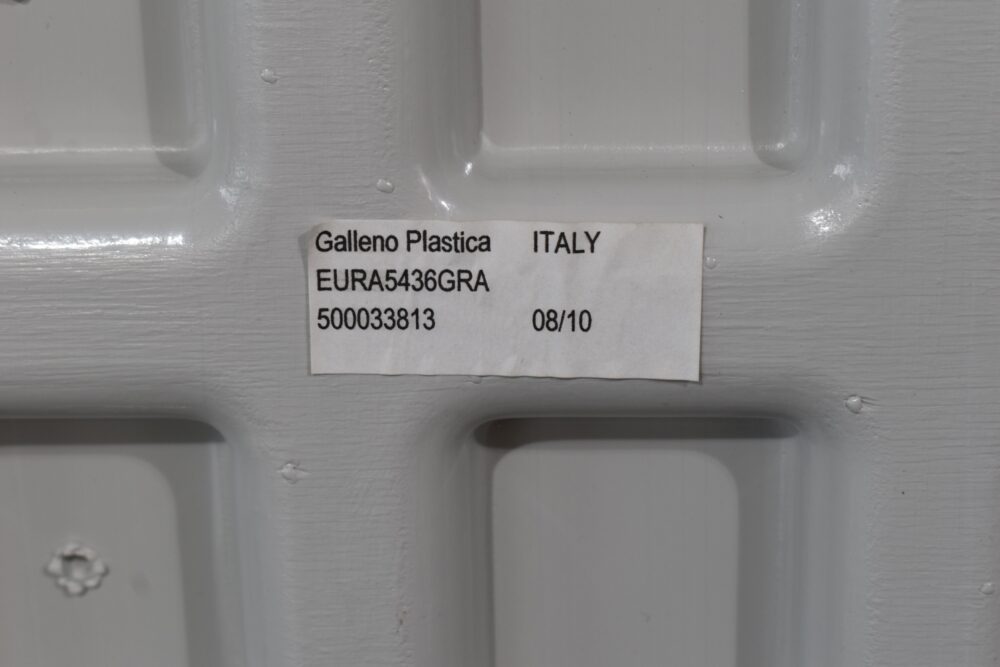 Galleno Plastica ITALY
EURA5436GRA
500033813 08/10